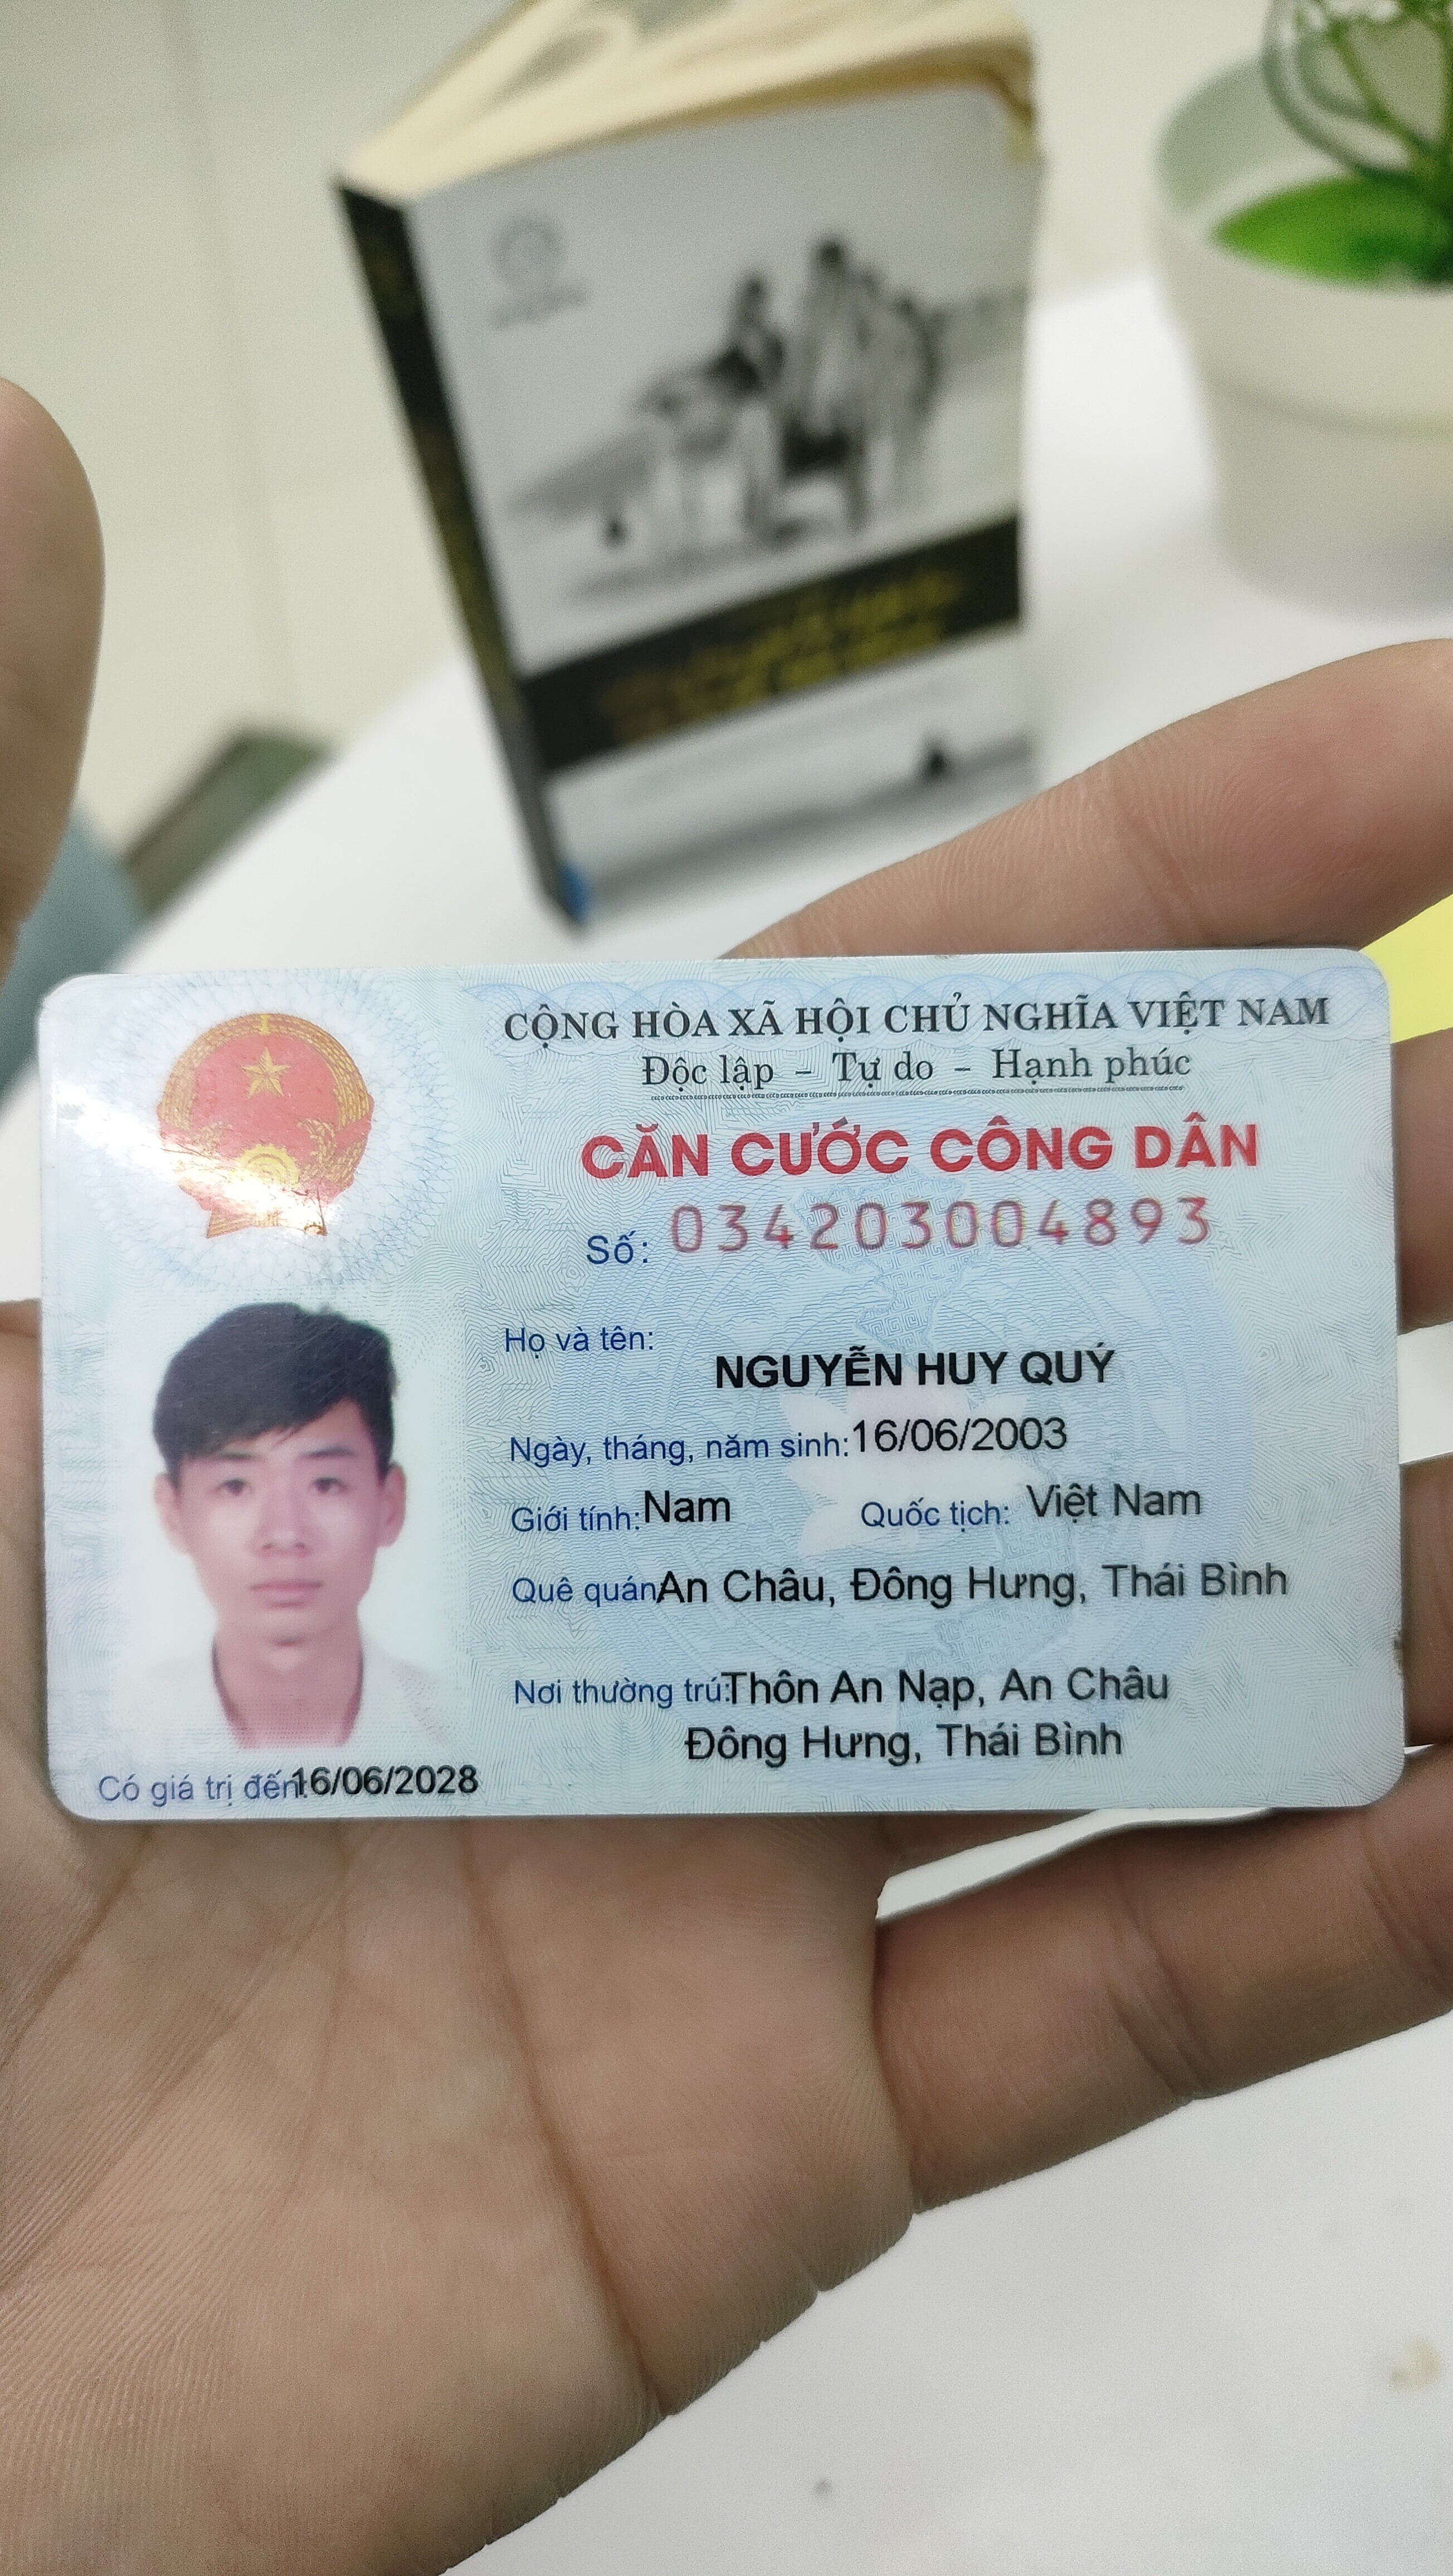 CỘNG HÒA XÃ HỘI CHỦ NGHĨA VIỆT NAM
Độc lập – Tự do – Hạnh phúc
CĂN CƯỚC CÔNG DÂN
Số: 034203004893
Họ và tên:
NGUYỄN HUY QUÝ
Ngày, tháng, năm sinh: 16/06/2003
Giới tính: Nam Quốc tịch: Việt Nam
Quê quán An Châu, Đông Hưng, Thái Bình
Nơi thường trú: Thôn An Nạp, An Châu
Đông Hưng, Thái Bình
Có giá trị đến: 16/06/2028